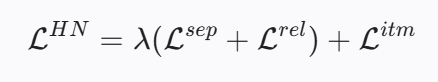 𝓛^{HN} = λ(𝓛^{sep} + 𝓛^{rel}) + 𝓛^{itm}